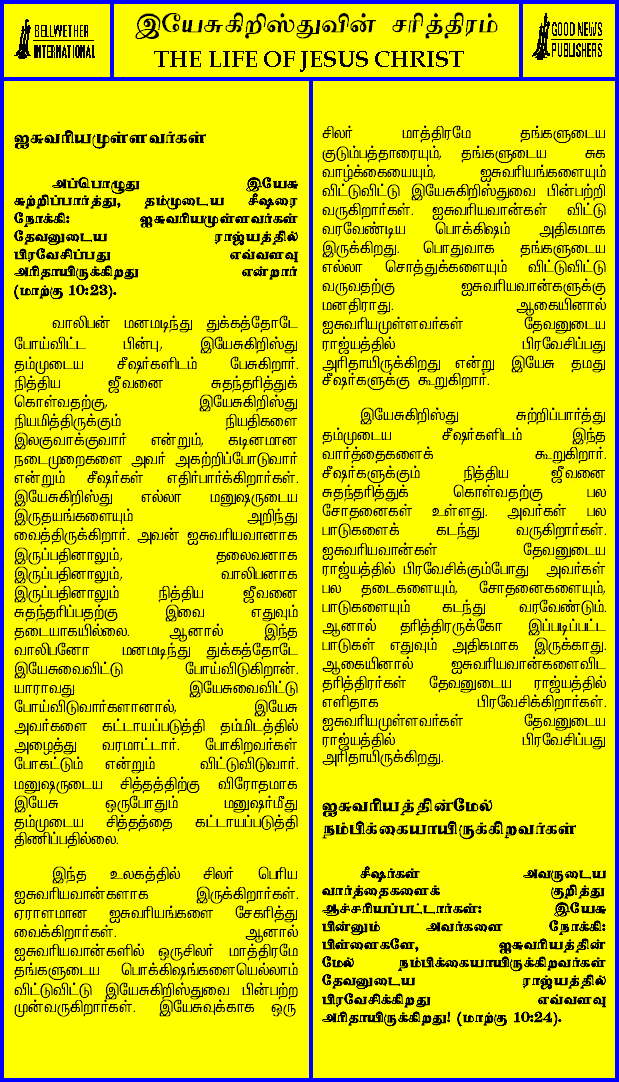 BELLWETHER
INTERNATIONAL
இயேசுகிறிஸ்துவின் சரித்திரம்
THE LIFE OF JESUS CHRIST
GOOD NEWS
PUBLISHERS
ஐசுவரியமுள்ளவர்கள்
அப்பொழுது இயேசு
சுற்றிப்பார்த்து, தம்முடைய சீஷரை
நோக்கி: ஐசுவரியமுள்ளவர்கள்
தேவனுடைய ராஜ்யத்தில்
பிரவேசிப்பது எவ்வளவு
அரிதாயிருக்கிறது என்றார்
(மாற்கு 10:23).
வாலிபன் மனமடிந்து துக்கத்தோடே
போய்விட்ட பின்பு, இயேசுகிறிஸ்து
தம்முடைய சீஷர்களிடம் பேசுகிறார்.
நித்திய ஜீவனை சுதந்தரித்துக்
கொள்வதற்கு, இயேசுகிறிஸ்து
நியமித்திருக்கும் நியதிகளை
இலகுவாக்குவார் என்றும், கடினமான
நடைமுறைகளை அவர் அகற்றிப்போடுவார்
என்றும் சீஷர்கள் எதிர்பார்க்கிறார்கள்.
இயேசுகிறிஸ்து எல்லா மனுஷருடைய
இருதயங்களையும் அறிந்து
வைத்திருக்கிறார். அவன் ஐசுவரியவானாக
இருப்பதினாலும், தலைவனாக
இருப்பதினாலும், வாலிபனாக
இருப்பதினாலும் நித்திய ஜீவனை
சுதந்தரிப்பதற்கு இவை எதுவும்
தடையாகயில்லை. ஆனால் இந்த
வாலிபனோ மனமடிந்து துக்கத்தோடே
இயேசுவைவிட்டு போய்விடுகிறான்.
யாராவது இயேசுவைவிட்டு
போய்விடுவார்களானால், இயேசு
அவர்களை கட்டாயப்படுத்தி தம்மிடத்தில்
அழைத்து வரமாட்டார். போகிறவர்கள்
போகட்டும் என்றும் விட்டுவிடுவார்.
மனுஷருடைய சித்தத்திற்கு விரோதமாக
இயேசு ஒருபோதும் மனுஷர்மீது
தம்முடைய சித்தத்தை கட்டாயப்படுத்தி
திணிப்பதில்லை.
இந்த உலகத்தில் சிலர் பெரிய
ஐசுவரியவான்களாக இருக்கிறார்கள்.
ஏராளமான ஐசுவரியங்களை சேகரித்து
வைக்கிறார்கள். ஆனால்
ஐசுவரியவான்களில் ஒருசிலர் மாத்திரமே
தங்களுடைய பொக்கிஷங்களையெல்லாம்
விட்டுவிட்டு இயேசுகிறிஸ்துவை பின்பற்ற
முன்வருகிறார்கள். இயேசுவுக்காக ஒரு
சிலர் மாத்திரமே தங்களுடைய
குடும்பத்தாரையும், தங்களுடைய சுக
வாழ்க்கையையும், ஐசுவரியங்களையும்
விட்டுவிட்டு இயேசுகிறிஸ்துவை பின்பற்றி
வருகிறார்கள். ஐசுவரியவான்கள் விட்டு
வரவேண்டிய பொக்கிஷம் அதிகமாக
இருக்கிறது. பொதுவாக தங்களுடைய
எல்லா சொத்துக்களையும் விட்டுவிட்டு
வருவதற்கு ஐசுவரியவான்களுக்கு
மனதிராது. ஆகையினால்
ஐசுவரியமுள்ளவர்கள் தேவனுடைய
ராஜ்யத்தில் பிரவேசிப்பது
அரிதாயிருக்கிறது என்று இயேசு தமது
சீஷர்களுக்கு கூறுகிறார்.
இயேசுகிறிஸ்து சுற்றிப்பார்த்து
தம்முடைய சீஷர்களிடம் இந்த
வார்த்தைகளைக் கூறுகிறார்.
சீஷர்களுக்கும் நித்திய ஜீவனை
சுதந்தரித்துக் கொள்வதற்கு பல
சோதனைகள் உள்ளது. அவர்கள் பல
பாடுகளைக் கடந்து வருகிறார்கள்.
ஐசுவரியவான்கள் தேவனுடைய
ராஜ்யத்தில் பிரவேசிக்கும்போது அவர்கள்
பல தடைகளையும், சோதனைகளையும்,
பாடுகளையும் கடந்து வரவேண்டும்.
ஆனால் தரித்திரருக்கோ இப்படிப்பட்ட
பாடுகள் எதுவும் அதிகமாக இருக்காது.
ஆகையினால் ஐசுவரியவான்களைவிட
தரித்திரர்கள் தேவனுடைய ராஜ்யத்தில்
எளிதாக பிரவேசிக்கிறார்கள்.
ஐசுவரியமுள்ளவர்கள் தேவனுடைய
ராஜ்யத்தில் பிரவேசிப்பது
அரிதாயிருக்கிறது.
ஐசுவரியத்தின்மேல்
நம்பிக்கையாயிருக்கிறவர்கள்
சீஷர்கள் அவருடைய
வார்த்தைகளைக் குறித்து
ஆச்சரியப்பட்டார்கள்: இயேசு
பின்னும் அவர்களை நோக்கி:
பிள்ளைகளே, ஐசுவரியத்தின்
மேல் நம்பிக்கையாயிருக்கிறவர்கள்
தேவனுடைய ராஜ்யத்தில்
பிரவேசிக்கிறது எவ்வளவு
அரிதாயிருக்கிறது! (மாற்கு 10:24).